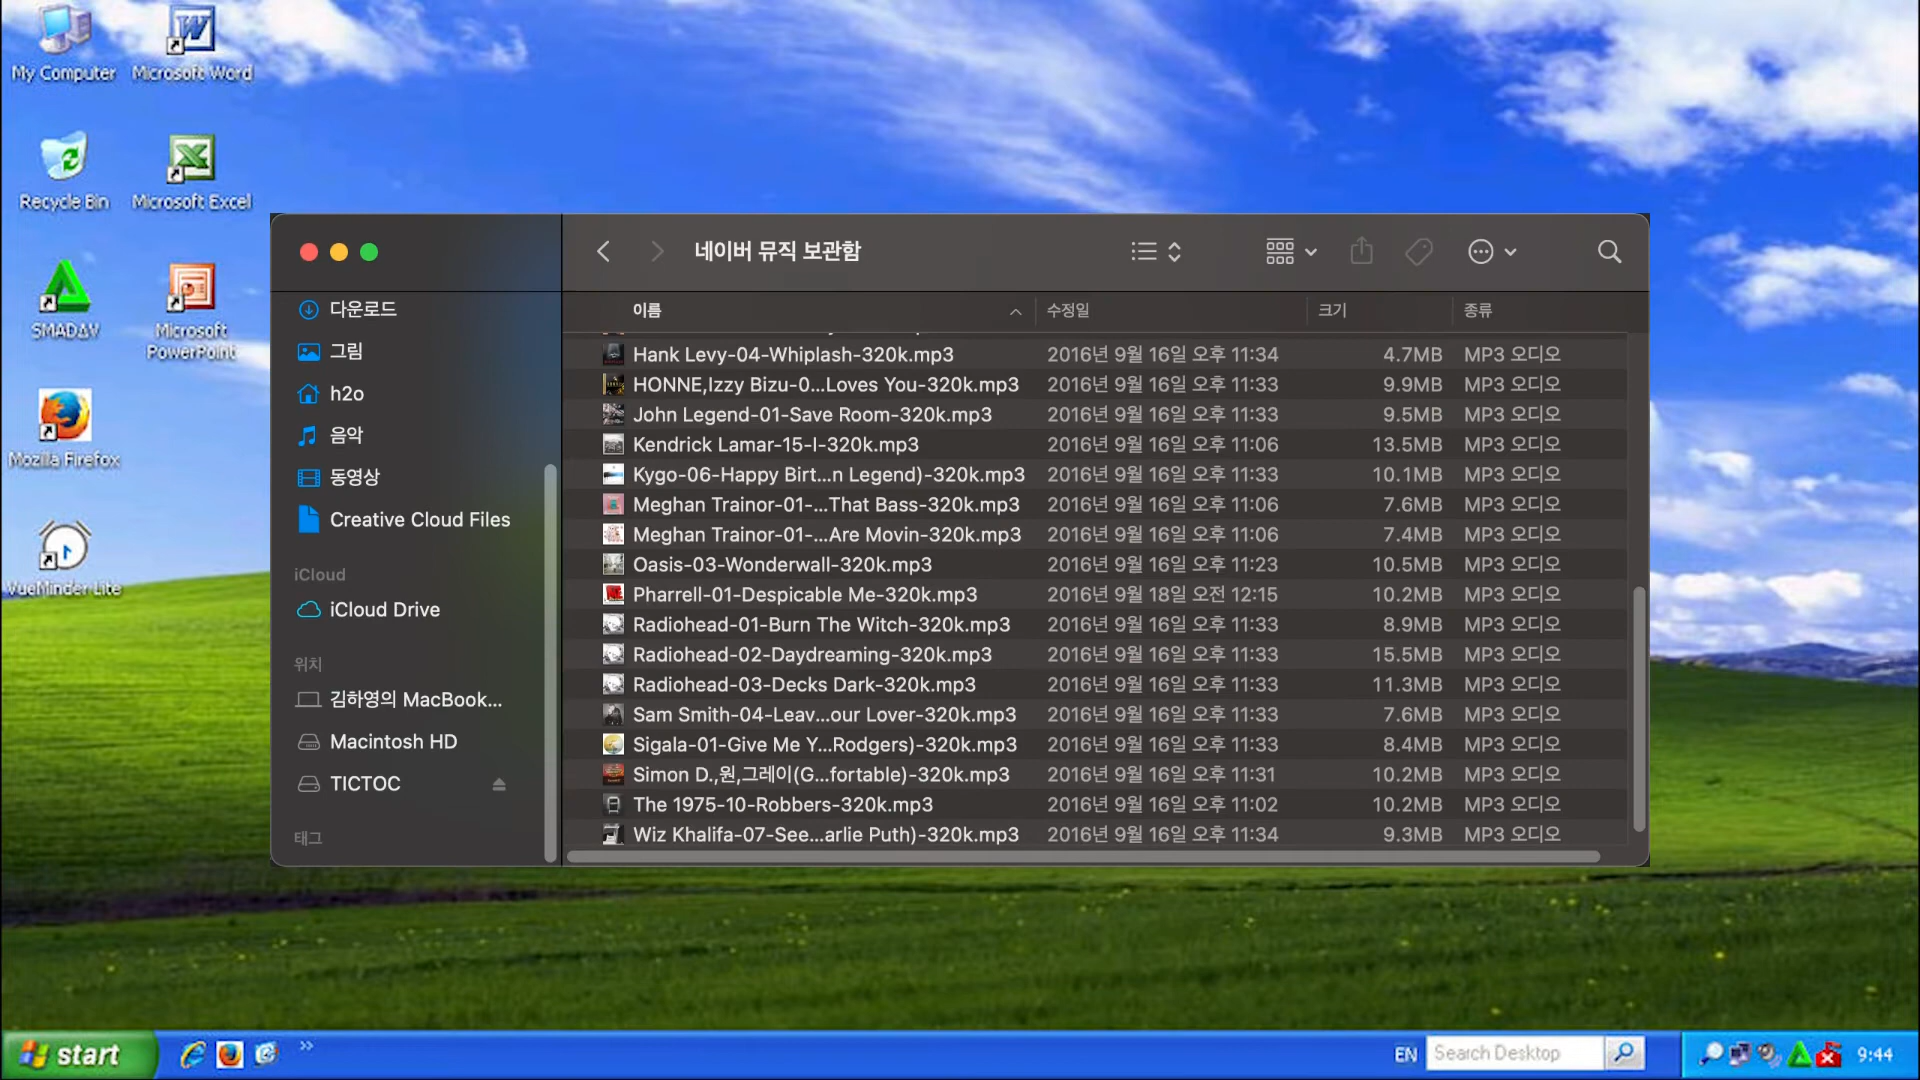 My Computer
Microsoft Word
Recycle Bin
Microsoft Excel
SMADAV
Microsoft
PowerPoint
Mozilla Firefox
VueMinder Lite
네이버 뮤직 보관함
다운로드
그림
h2o
음악
동영상
Creative Cloud Files
iCloud
iCloud Drive
위치
김하영의 MacBook...
Macintosh HD
TICTOC
태그
이름 수정일 크기 종류
Hank Levy-04-Whiplash-320k.mp3 2016년 9월 16일 오후 11:34 4.7MB MP3 오디오
HONNE,Izzy Bizu-0...Loves You-320k.mp3 2016년 9월 16일 오후 11:33 9.9MB MP3 오디오
John Legend-01-Save Room-320k.mp3 2016년 9월 16일 오후 11:33 9.5MB MP3 오디오
Kendrick Lamar-15-I-320k.mp3 2016년 9월 16일 오후 11:06 13.5MB MP3 오디오
Kygo-06-Happy Birt...n Legend)-320k.mp3 2016년 9월 16일 오후 11:33 10.1MB MP3 오디오
Meghan Trainor-01-...That Bass-320k.mp3 2016년 9월 16일 오후 11:06 7.6MB MP3 오디오
Meghan Trainor-01-...Are Movin-320k.mp3 2016년 9월 16일 오후 11:06 7.4MB MP3 오디오
Oasis-03-Wonderwall-320k.mp3 2016년 9월 16일 오후 11:23 10.5MB MP3 오디오
Pharrell-01-Despicable Me-320k.mp3 2016년 9월 18일 오전 12:15 10.2MB MP3 오디오
Radiohead-01-Burn The Witch-320k.mp3 2016년 9월 16일 오후 11:33 8.9MB MP3 오디오
Radiohead-02-Daydreaming-320k.mp3 2016년 9월 16일 오후 11:33 15.5MB MP3 오디오
Radiohead-03-Decks Dark-320k.mp3 2016년 9월 16일 오후 11:33 11.3MB MP3 오디오
Sam Smith-04-Leav...our Lover-320k.mp3 2016년 9월 16일 오후 11:33 7.6MB MP3 오디오
Sigala-01-Give Me Y...Rodgers)-320k.mp3 2016년 9월 16일 오후 11:33 8.4MB MP3 오디오
Simon D.,원,그레이(G...fortable)-320k.mp3 2016년 9월 16일 오후 11:31 10.2MB MP3 오디오
The 1975-10-Robbers-320k.mp3 2016년 9월 16일 오후 11:02 10.2MB MP3 오디오
Wiz Khalifa-07-See...arlie Puth)-320k.mp3 2016년 9월 16일 오후 11:34 9.3MB MP3 오디오
start
EN
Search Desktop
9:44